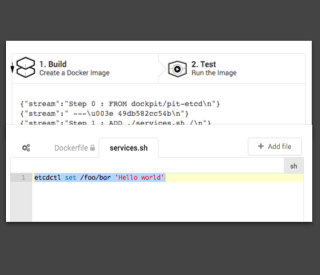 1. Build
Create a Docker Image
2. Test
Run the Image
{"stream":"Step 0 : FROM dockpit/pit-etcd\n"}
{"stream":" ---\u003e 49db582cc54b\n"}
{"stream":"Step 1 : ADD ./services.sh /\n"}
Dockerfile
services.sh
+ Add file
sh
1 etcdctl set /foo/bar 'Hello world'